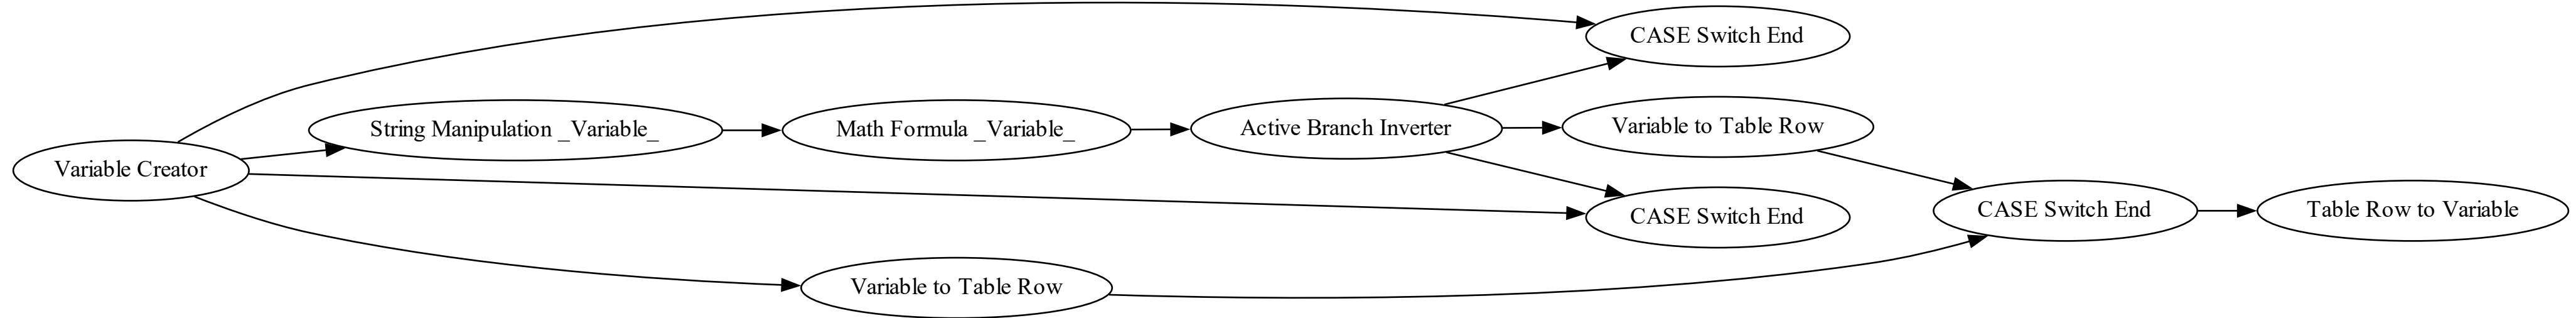 Variable Creator
String Manipulation _Variable_
Math Formula _Variable_
Active Branch Inverter
CASE Switch End
Variable to Table Row
CASE Switch End
Variable to Table Row
CASE Switch End
Table Row to Variable